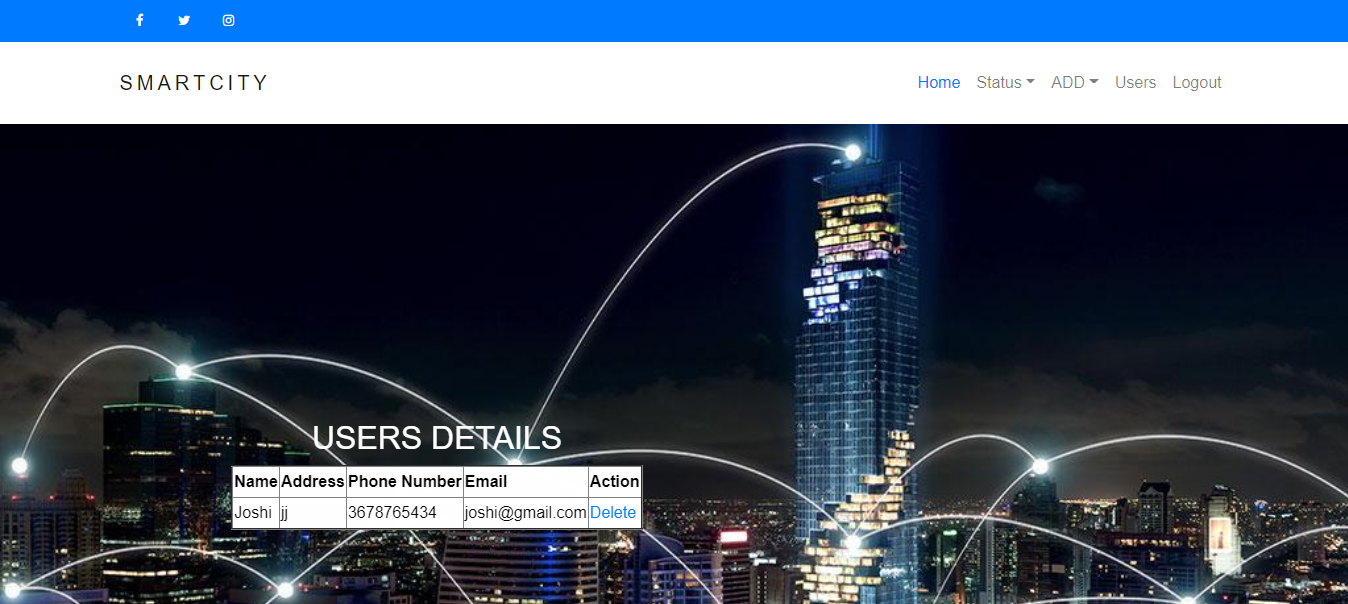 SMARTCITY
Home Status ADD Users Logout
USERS DETAILS
Name Address Phone Number Email Action
Joshi jj 3678765434 joshi@gmail.com Delete